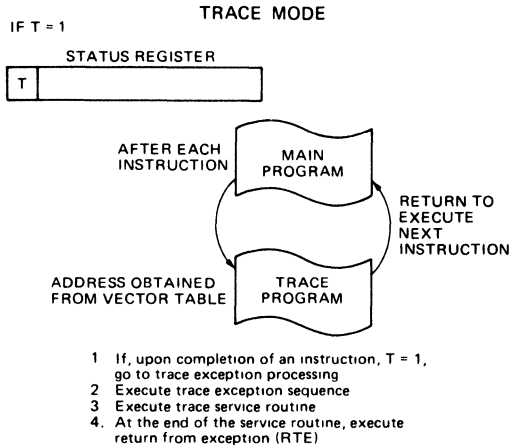 TRACE MODE
IF T = 1
STATUS REGISTER
T
AFTER EACH
INSTRUCTION
MAIN
PROGRAM
RETURN TO
EXECUTE
NEXT
INSTRUCTION
ADDRESS OBTAINED
FROM VECTOR TABLE
TRACE
PROGRAM
1 If, upon completion of an instruction, T = 1,
go to trace exception processing
2 Execute trace exception sequence
3 Execute trace service routine
4. At the end of the service routine, execute
return from exception (RTE)